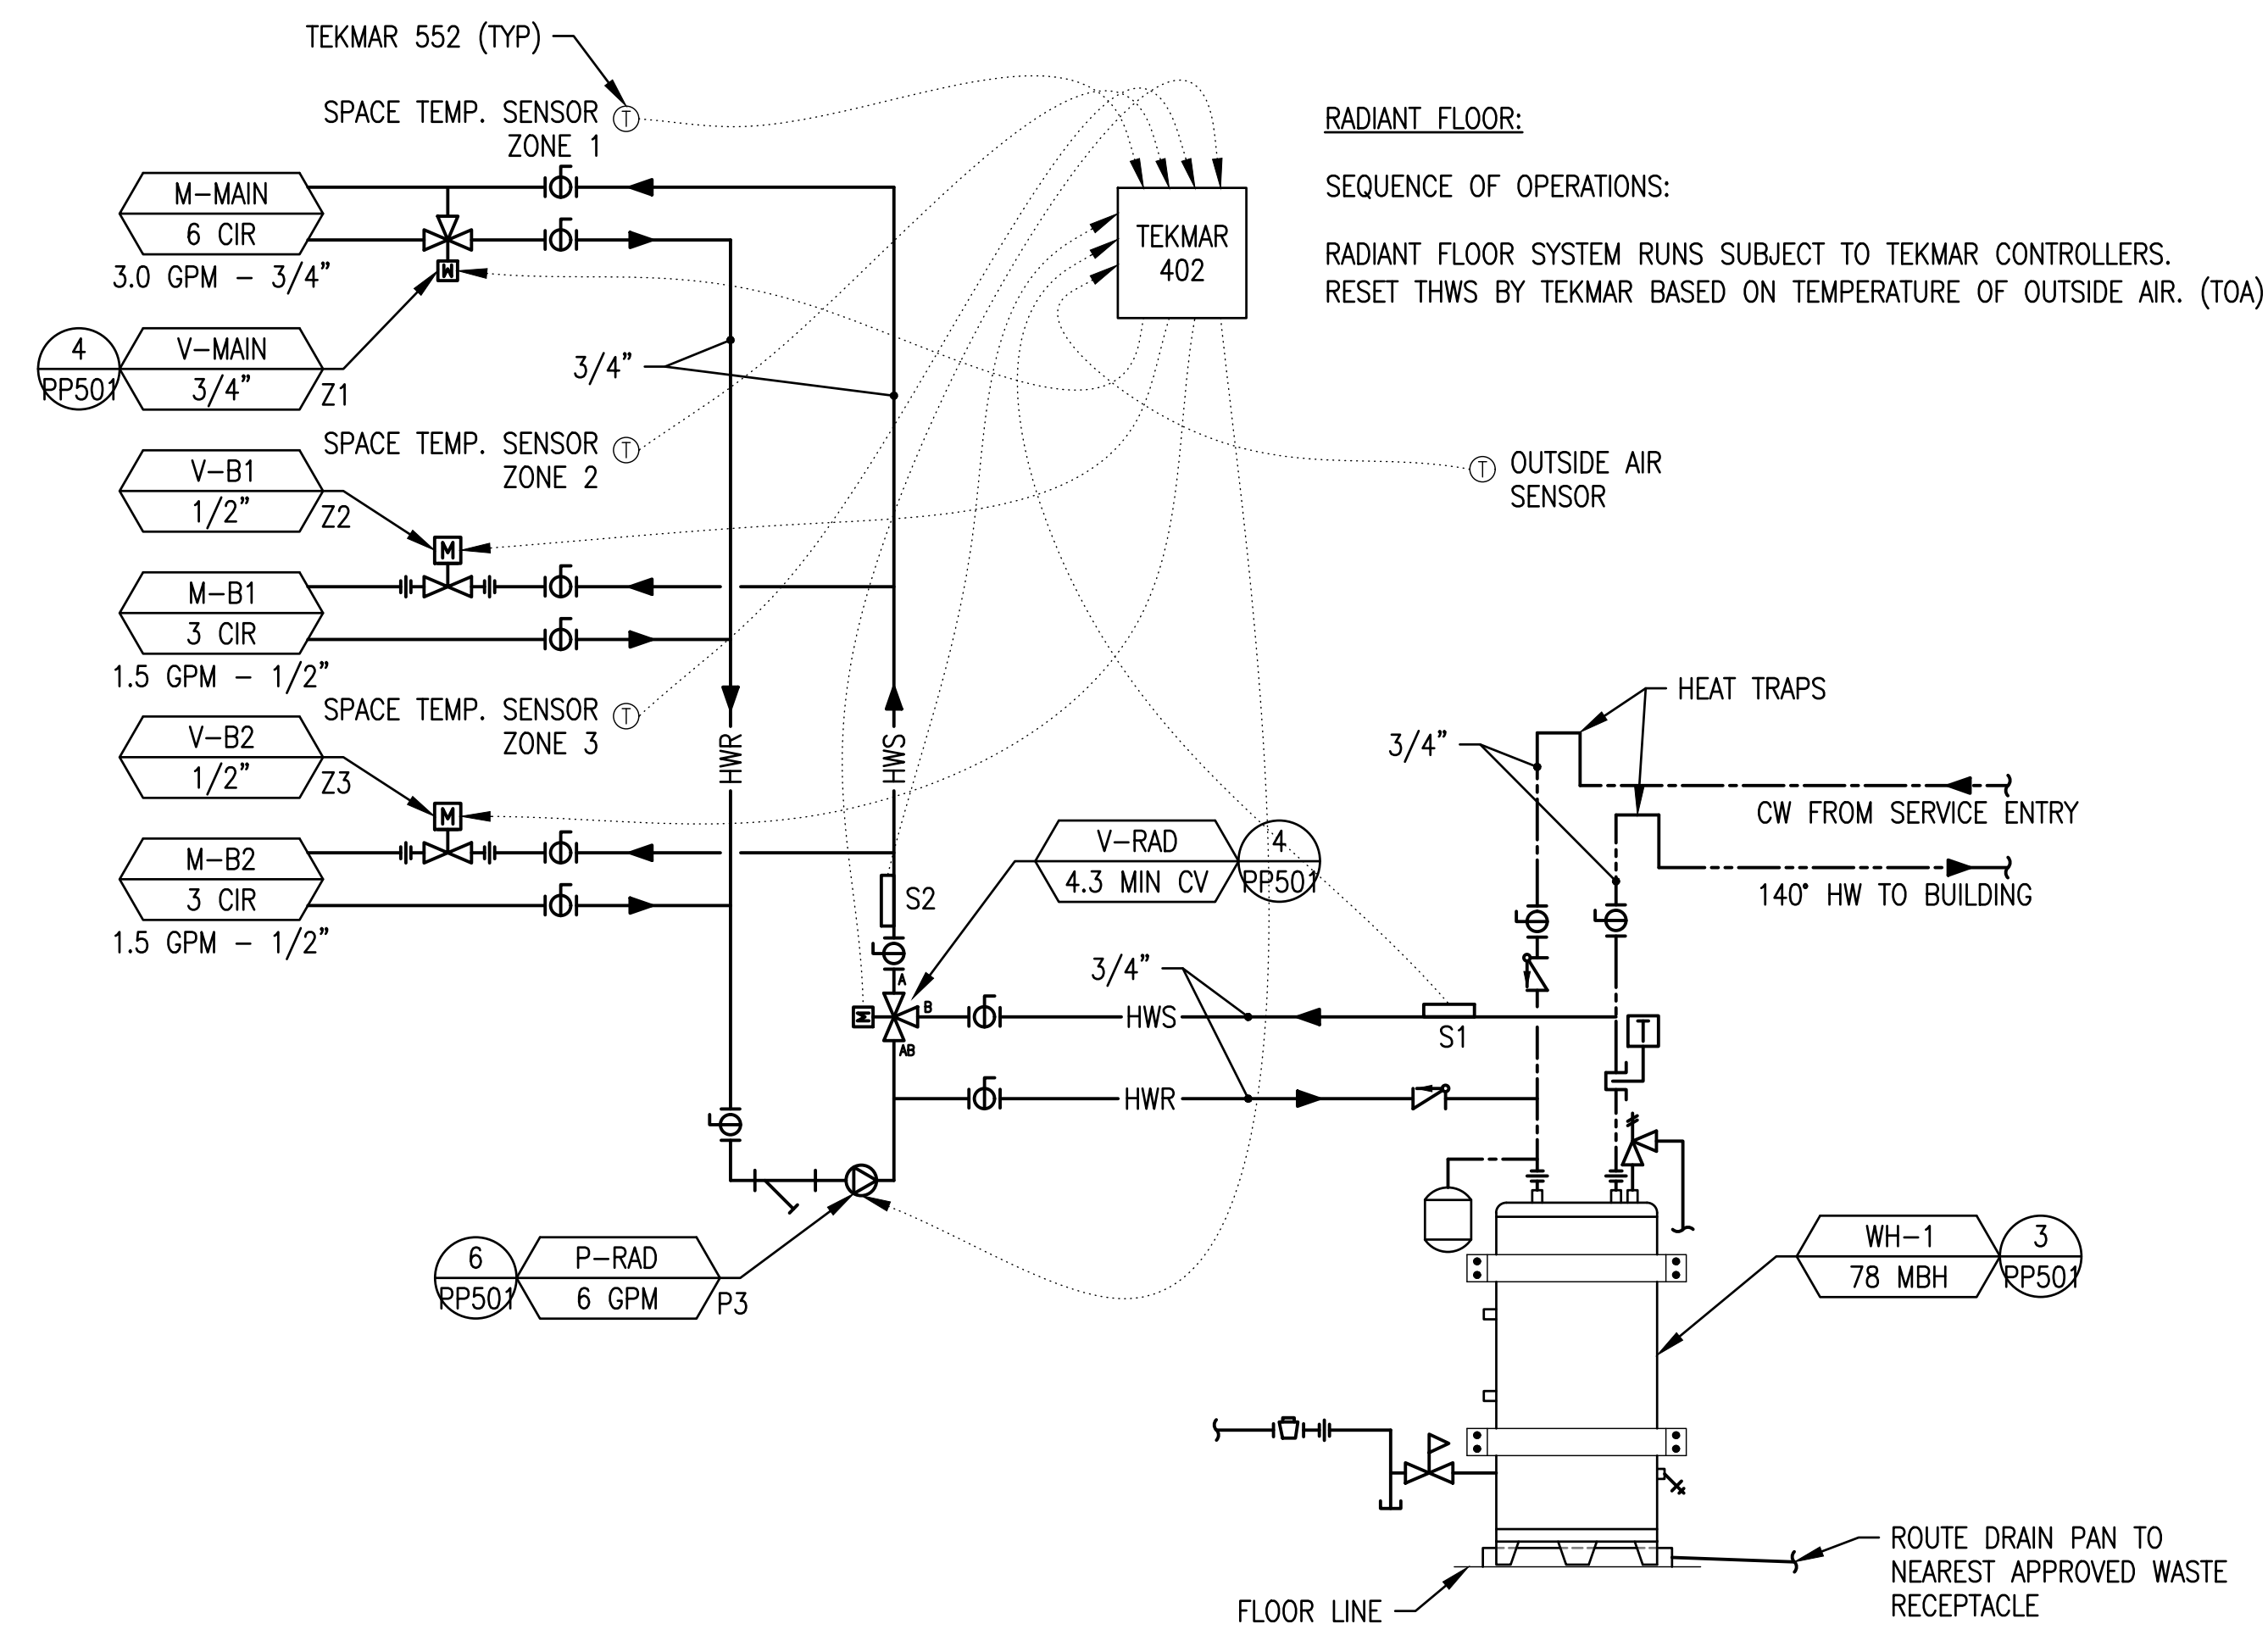 TEKMAR 552 (TYP)
SPACE TEMP. SENSOR
ZONE 1
T
M-MAIN
6 CIR
3.0 GPM - 3/4"
M
4
PP501
V-MAIN
3/4"
Z1
3/4"
TEKMAR
402
RADIANT FLOOR:
SEQUENCE OF OPERATIONS:
RADIANT FLOOR SYSTEM RUNS SUBJECT TO TEKMAR CONTROLLERS.
RESET THWS BY TEKMAR BASED ON TEMPERATURE OF OUTSIDE AIR. (TOA)
SPACE TEMP. SENSOR
ZONE 2
T
T
OUTSIDE AIR
SENSOR
V-B1
1/2"
Z2
M
M-B1
3 CIR
1.5 GPM - 1/2"
SPACE TEMP. SENSOR
ZONE 3
T
V-B2
1/2"
Z3
M
M-B2
3 CIR
1.5 GPM - 1/2"
HWR
HWS
S2
V-RAD
4.3 MIN CV
4
PP501
A
B
AB
M
3/4"
HWS
HWR
S1
HEAT TRAPS
3/4"
CW FROM SERVICE ENTRY
140° HW TO BUILDING
T
6
PP501
P-RAD
6 GPM
P3
WH-1
78 MBH
3
PP501
ROUTE DRAIN PAN TO
NEAREST APPROVED WASTE
RECEPTACLE
FLOOR LINE